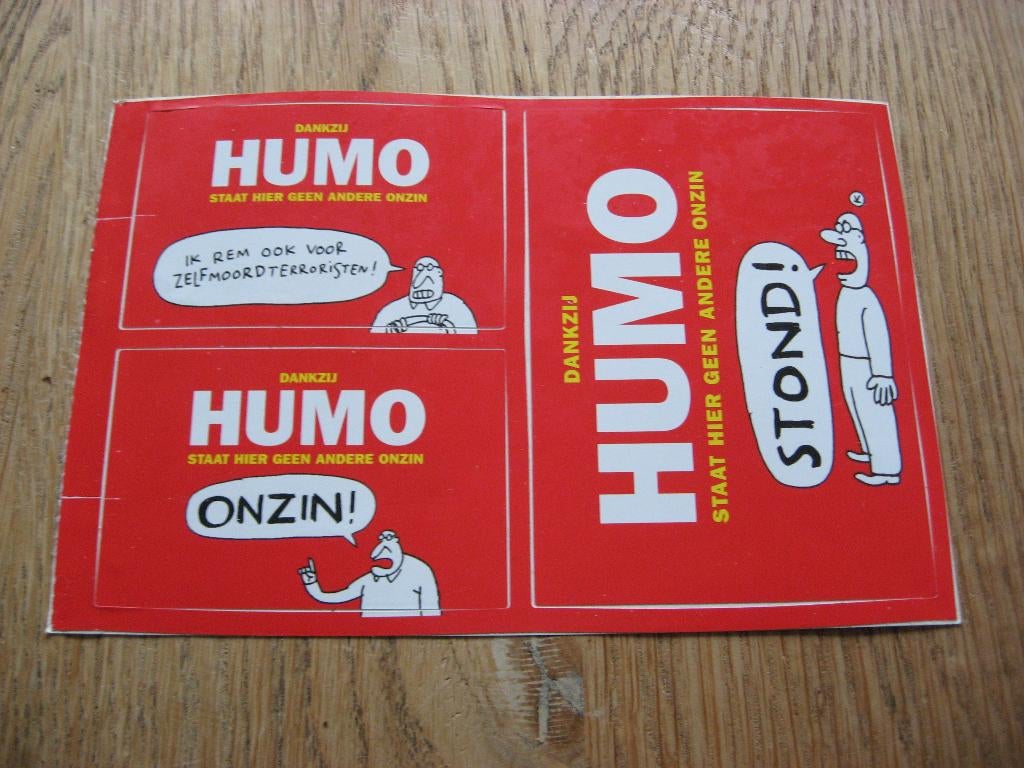 DANKZIJ
HUMO
STAAT HIER GEEN ANDERE ONZIN
IK REM OOK VOOR
ZELFMOORDTERRORISTEN!
DANKZIJ
HUMO
STAAT HIER GEEN ANDERE ONZIN
ONZIN!
DANKZIJ
HUMO
STAAT HIER GEEN ANDERE ONZIN
STOND!
K